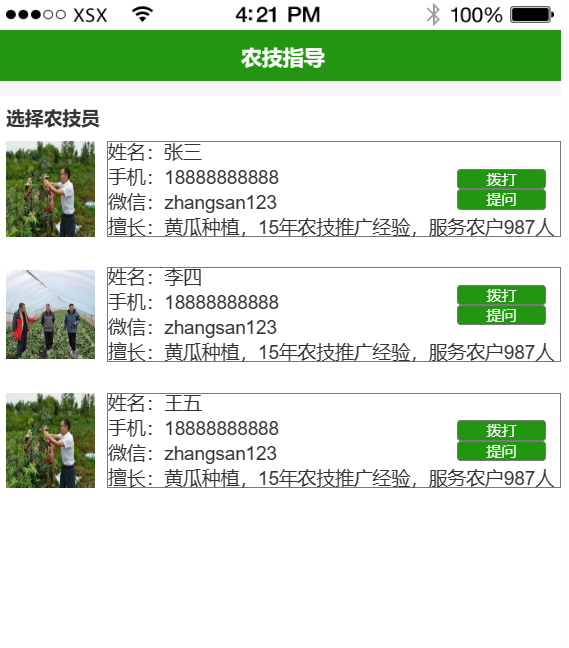 XSX 4:21 PM 100%
农技指导
选择农技员
姓名：张三
手机：18888888888
拨打
微信：zhangsan123
提问
擅长：黄瓜种植，15年农技推广经验，服务农户987人
姓名：李四
手机：18888888888
拨打
微信：zhangsan123
提问
擅长：黄瓜种植，15年农技推广经验，服务农户987人
姓名：王五
手机：18888888888
拨打
微信：zhangsan123
提问
擅长：黄瓜种植，15年农技推广经验，服务农户987人